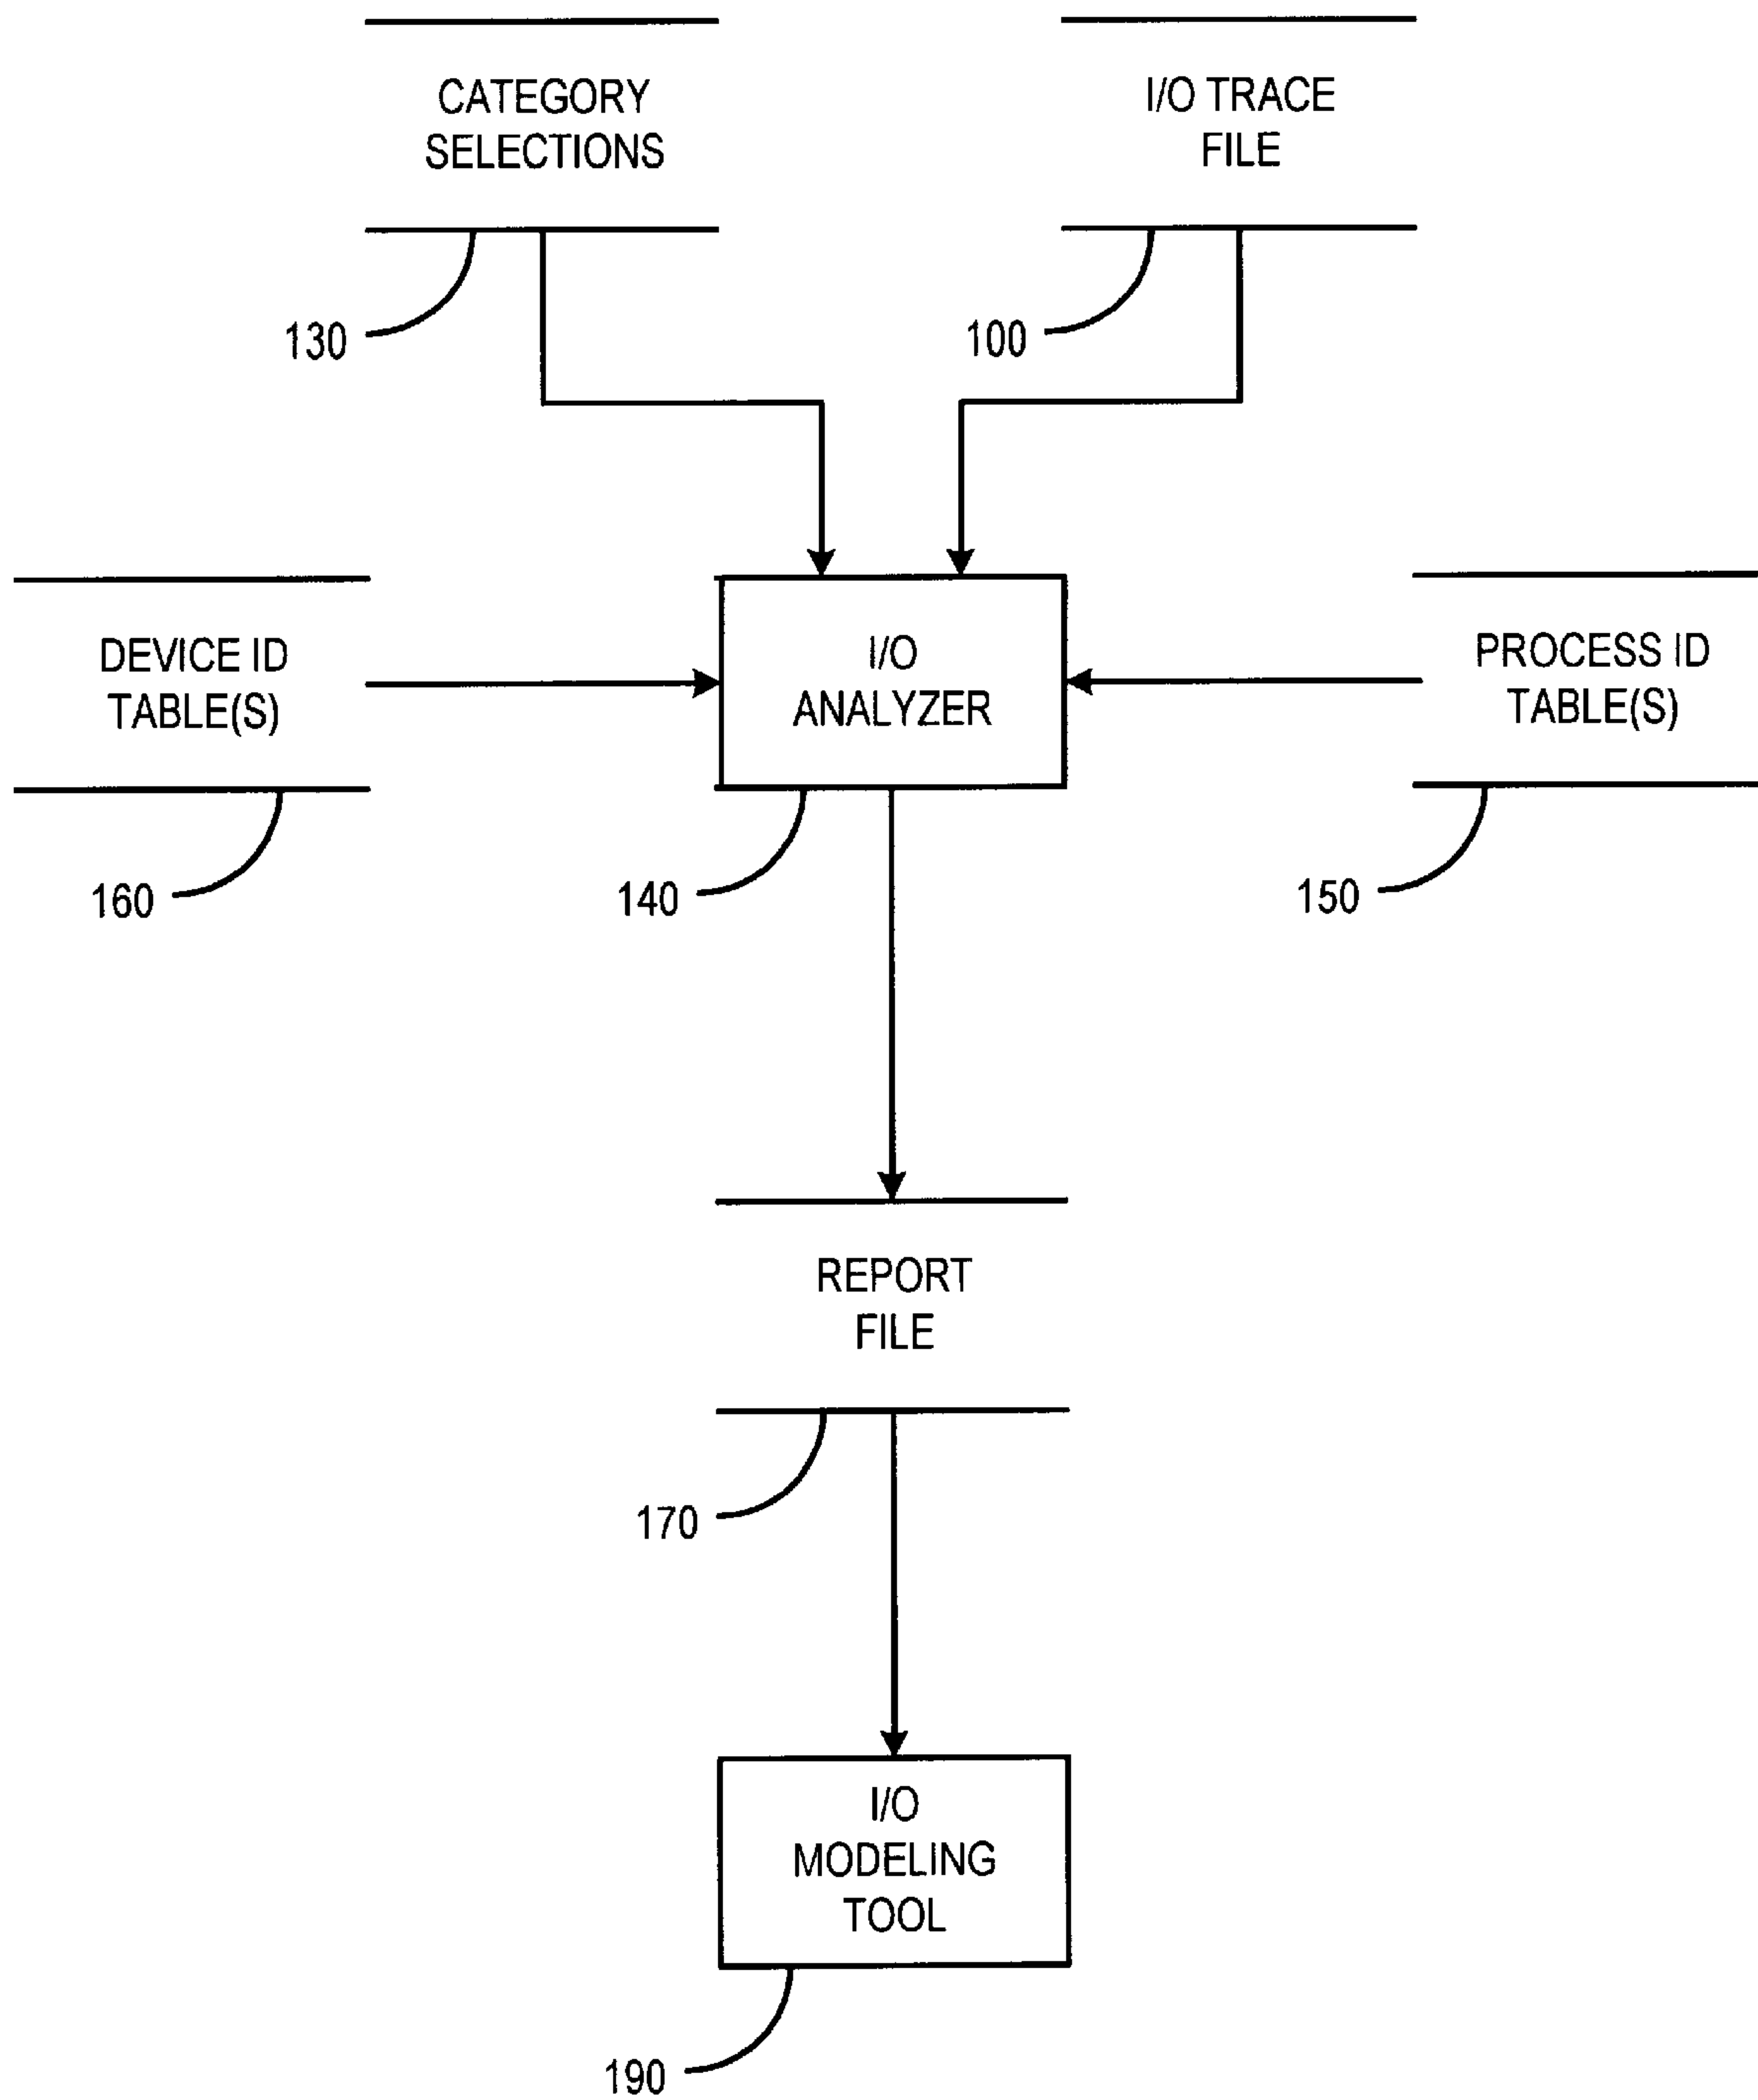 CATEGORY
SELECTIONS
I/O TRACE
FILE
130
100
DEVICE ID
TABLE(S)
I/O
ANALYZER
PROCESS ID
TABLE(S)
160
140
150
REPORT
FILE
170
I/O
MODELING
TOOL
190